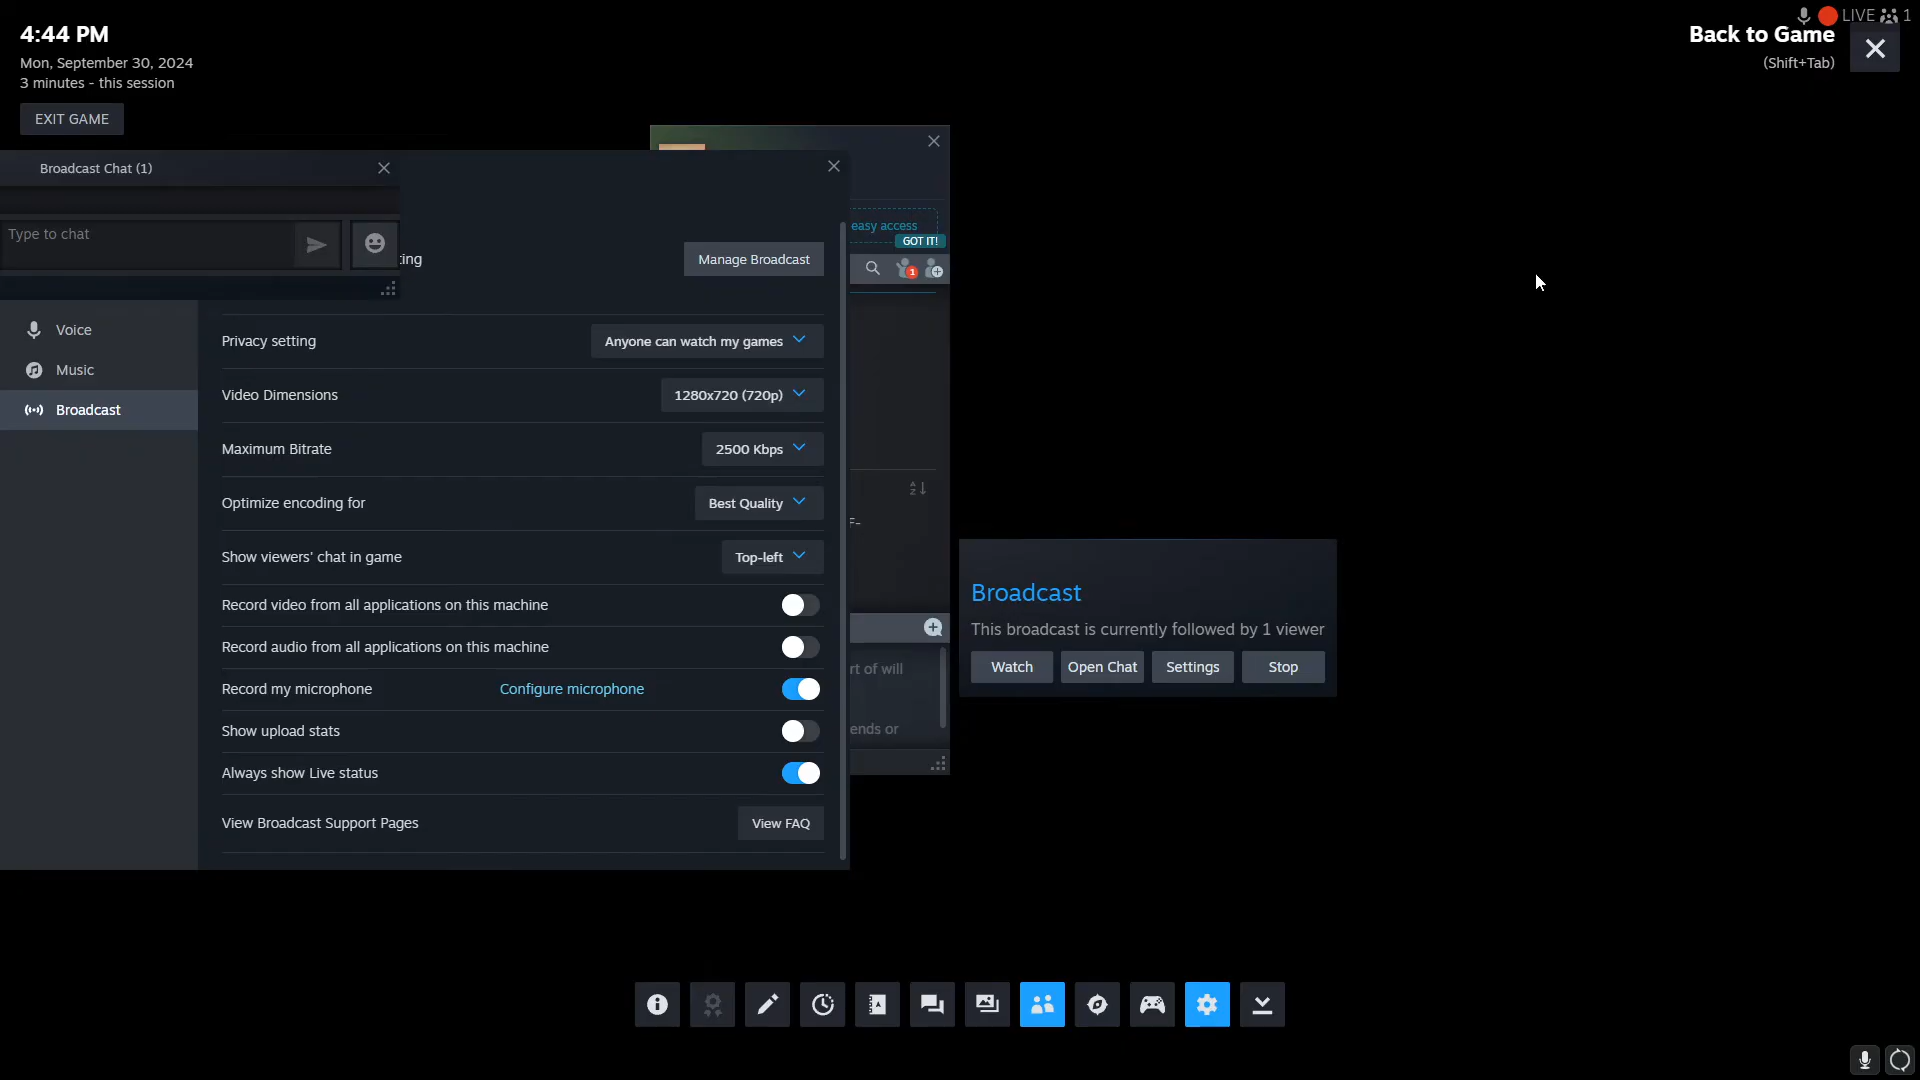 4:44 PM
Mon, September 30, 2024
3 minutes - this session
EXIT GAME
LIVE 1
Back to Game
(Shift+Tab)
Broadcast Chat (1)
Type to chat
ting
Manage Broadcast
easy access
GOT IT!
1
Voice
Music
Broadcast
Privacy setting
Anyone can watch my games
Video Dimensions
1280x720 (720p)
Maximum Bitrate
2500 Kbps
Optimize encoding for
Best Quality
Show viewers' chat in game
Top-left
Record video from all applications on this machine
Record audio from all applications on this machine
Record my microphone
Configure microphone
Show upload stats
Always show Live status
View Broadcast Support Pages
View FAQ
A
Z
F-
rt of will
ends or
Broadcast
This broadcast is currently followed by 1 viewer
Watch
Open Chat
Settings
Stop